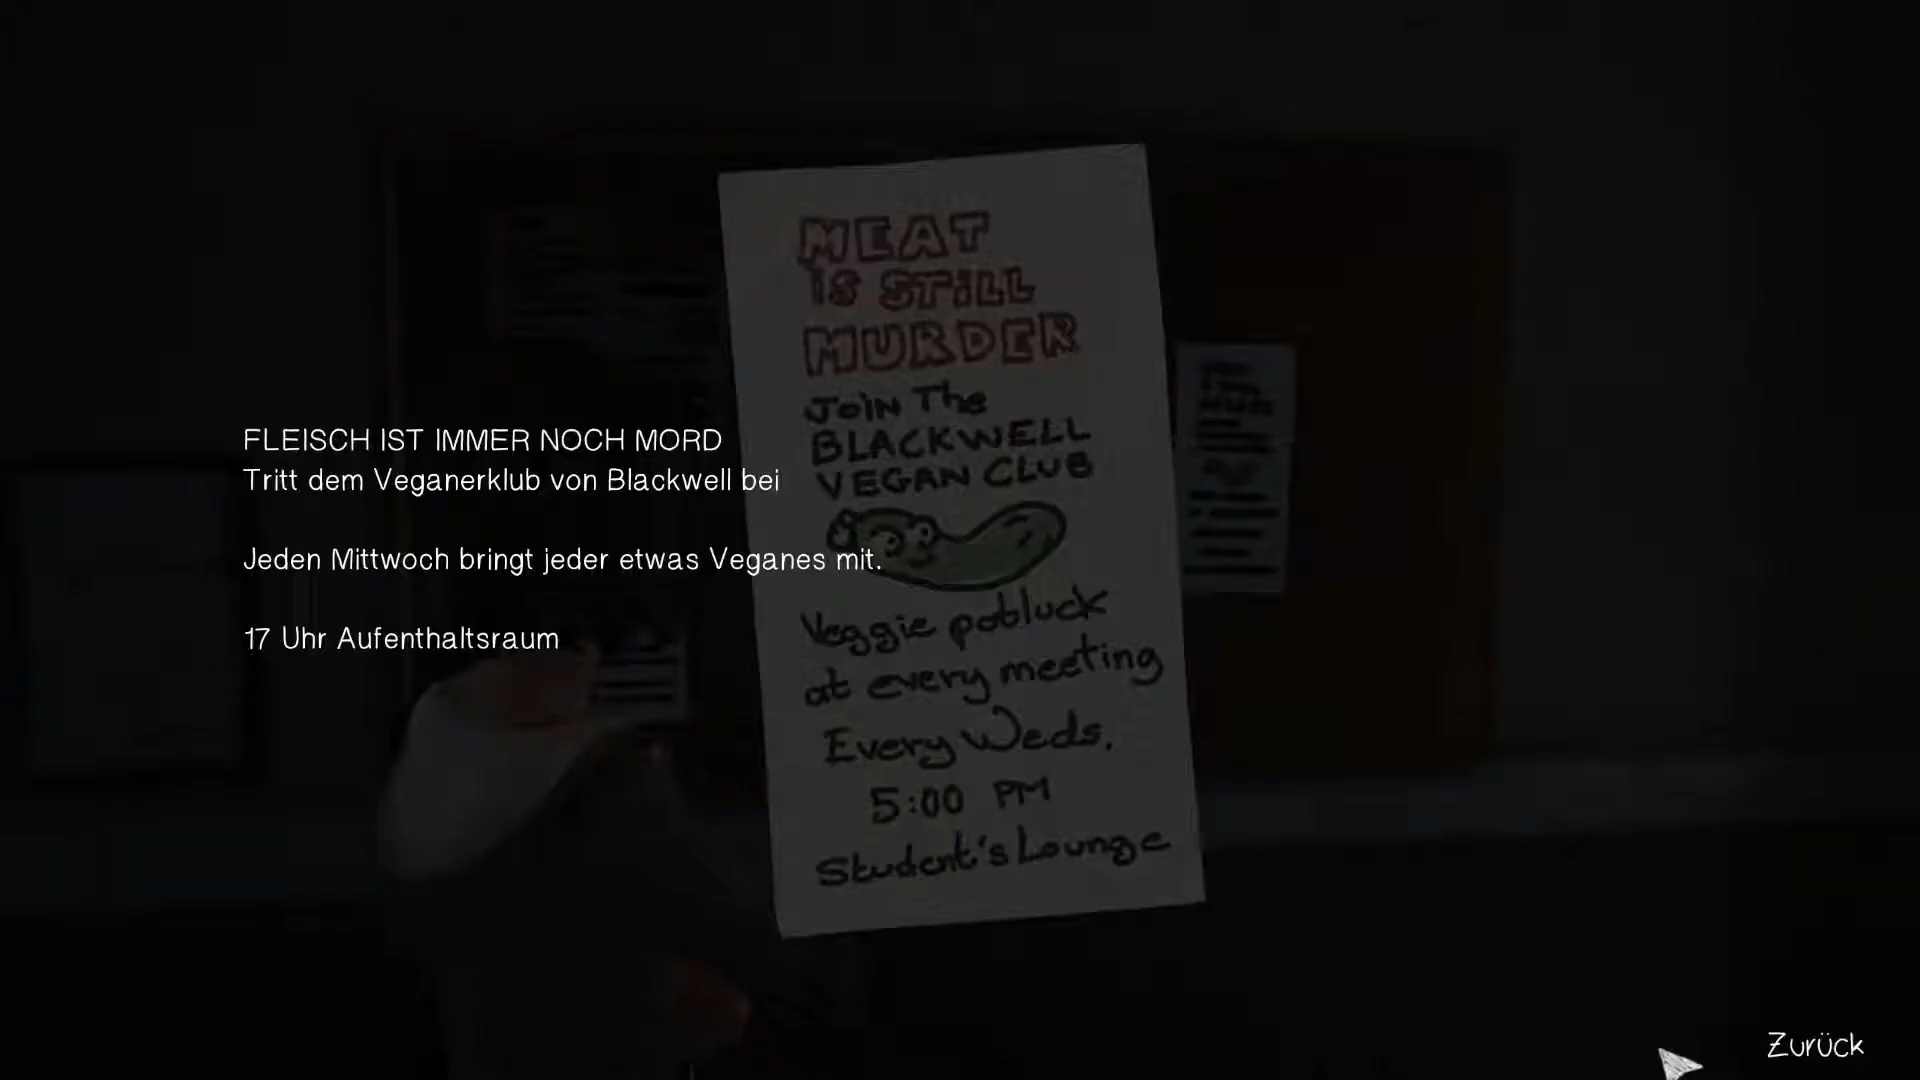 MEAT
iS STiLL
MURDER
JoiN The
BLACKWELL
VEGAN CLUB
Veggie potluck
at every meeting
Every Weds.
5:00 PM
Student's Lounge
FLEISCH IST IMMER NOCH MORD
Tritt dem Veganerklub von Blackwell bei
Jeden Mittwoch bringt jeder etwas Veganes mit.
17 Uhr Aufenthaltsraum
Zurück